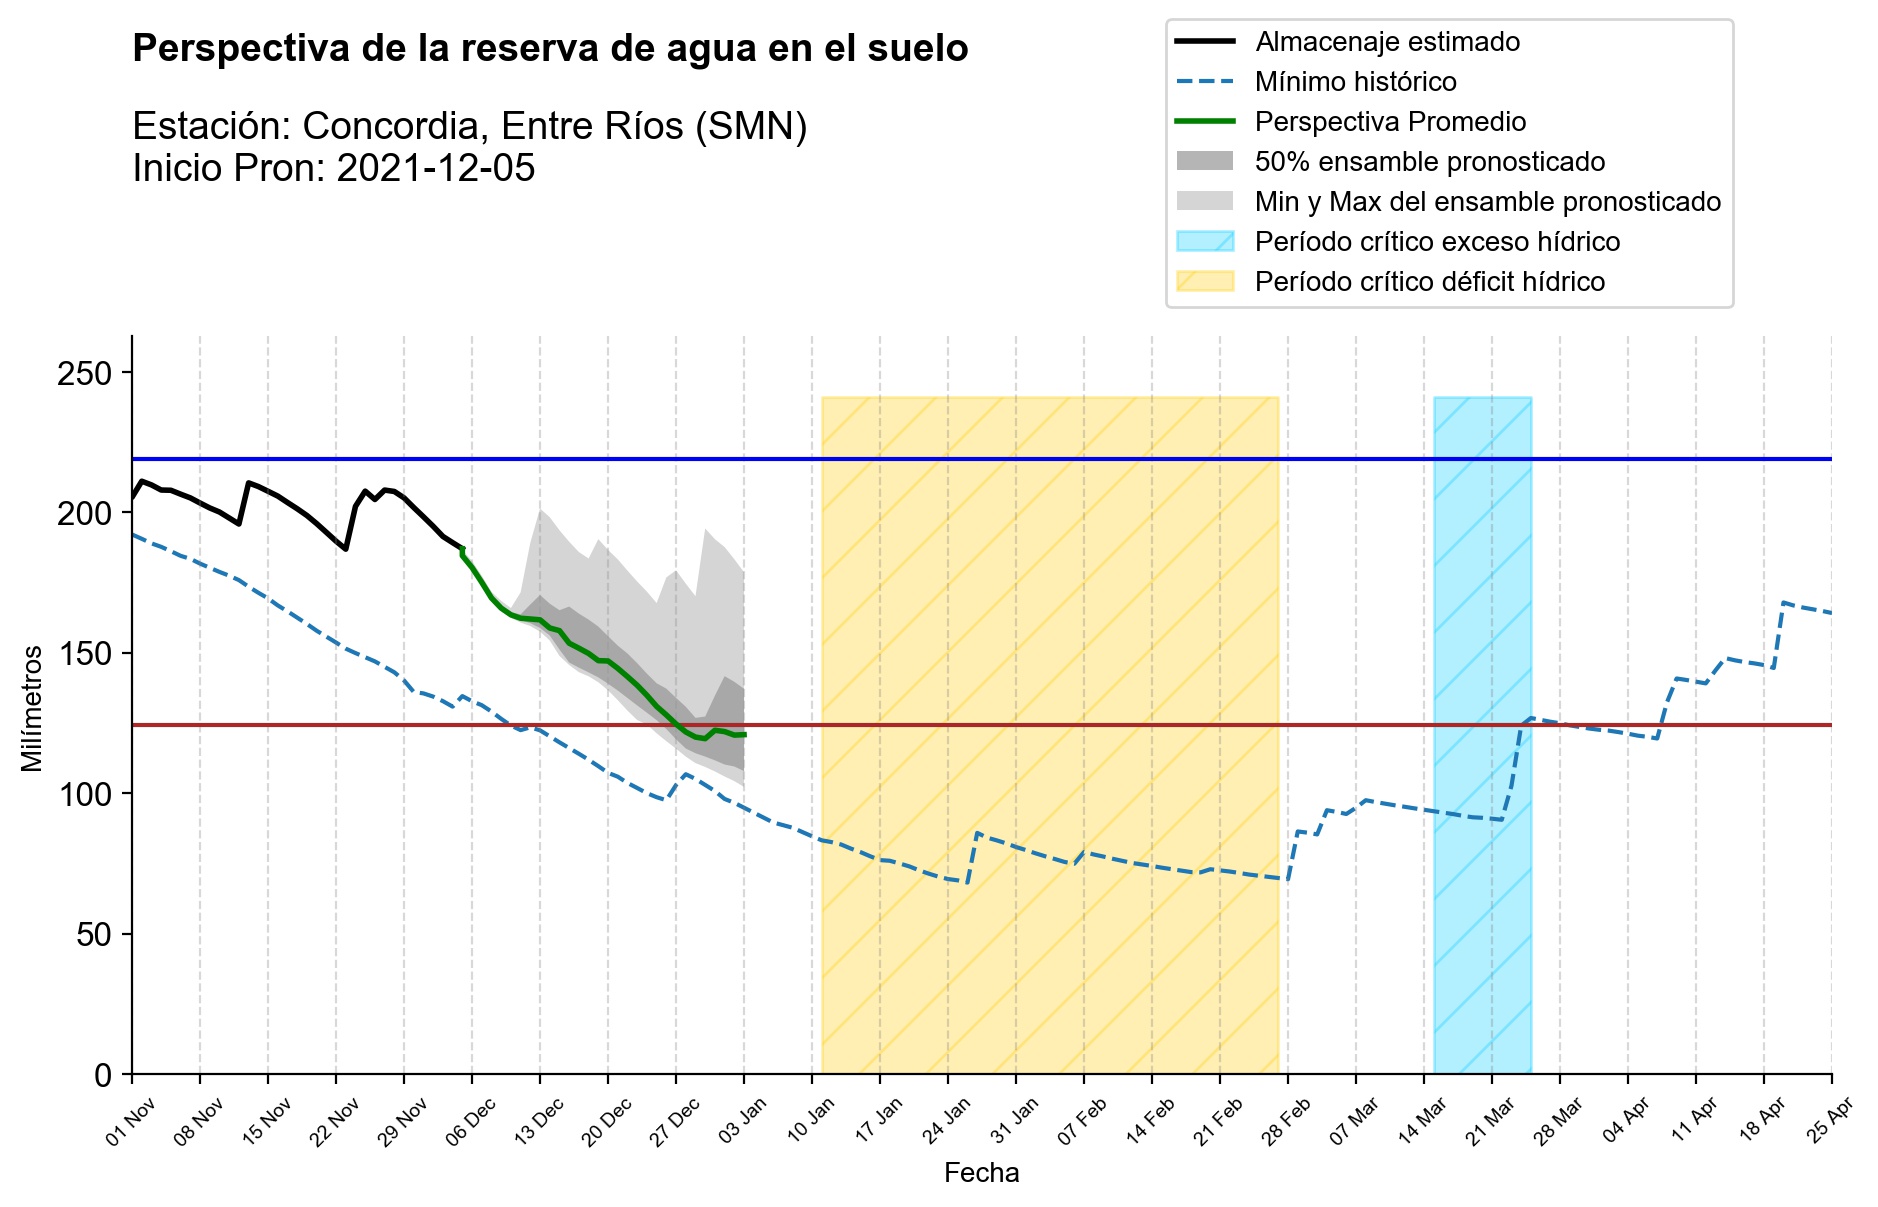 Perspectiva de la reserva de agua en el suelo
Estación: Concordia, Entre Ríos (SMN)
Inicio Pron: 2021-12-05
Almacenaje estimado
Mínimo histórico
Perspectiva Promedio
50% ensamble pronosticado
Min y Max del ensamble pronosticado
Período crítico exceso hídrico
Período crítico déficit hídrico
Milímetros
250
200
150
100
50
0
01 Nov
08 Nov
15 Nov
22 Nov
29 Nov
06 Dec
13 Dec
20 Dec
27 Dec
03 Jan
10 Jan
17 Jan
24 Jan
31 Jan
07 Feb
14 Feb
21 Feb
28 Feb
07 Mar
14 Mar
21 Mar
28 Mar
04 Apr
11 Apr
18 Apr
25 Apr
Fecha